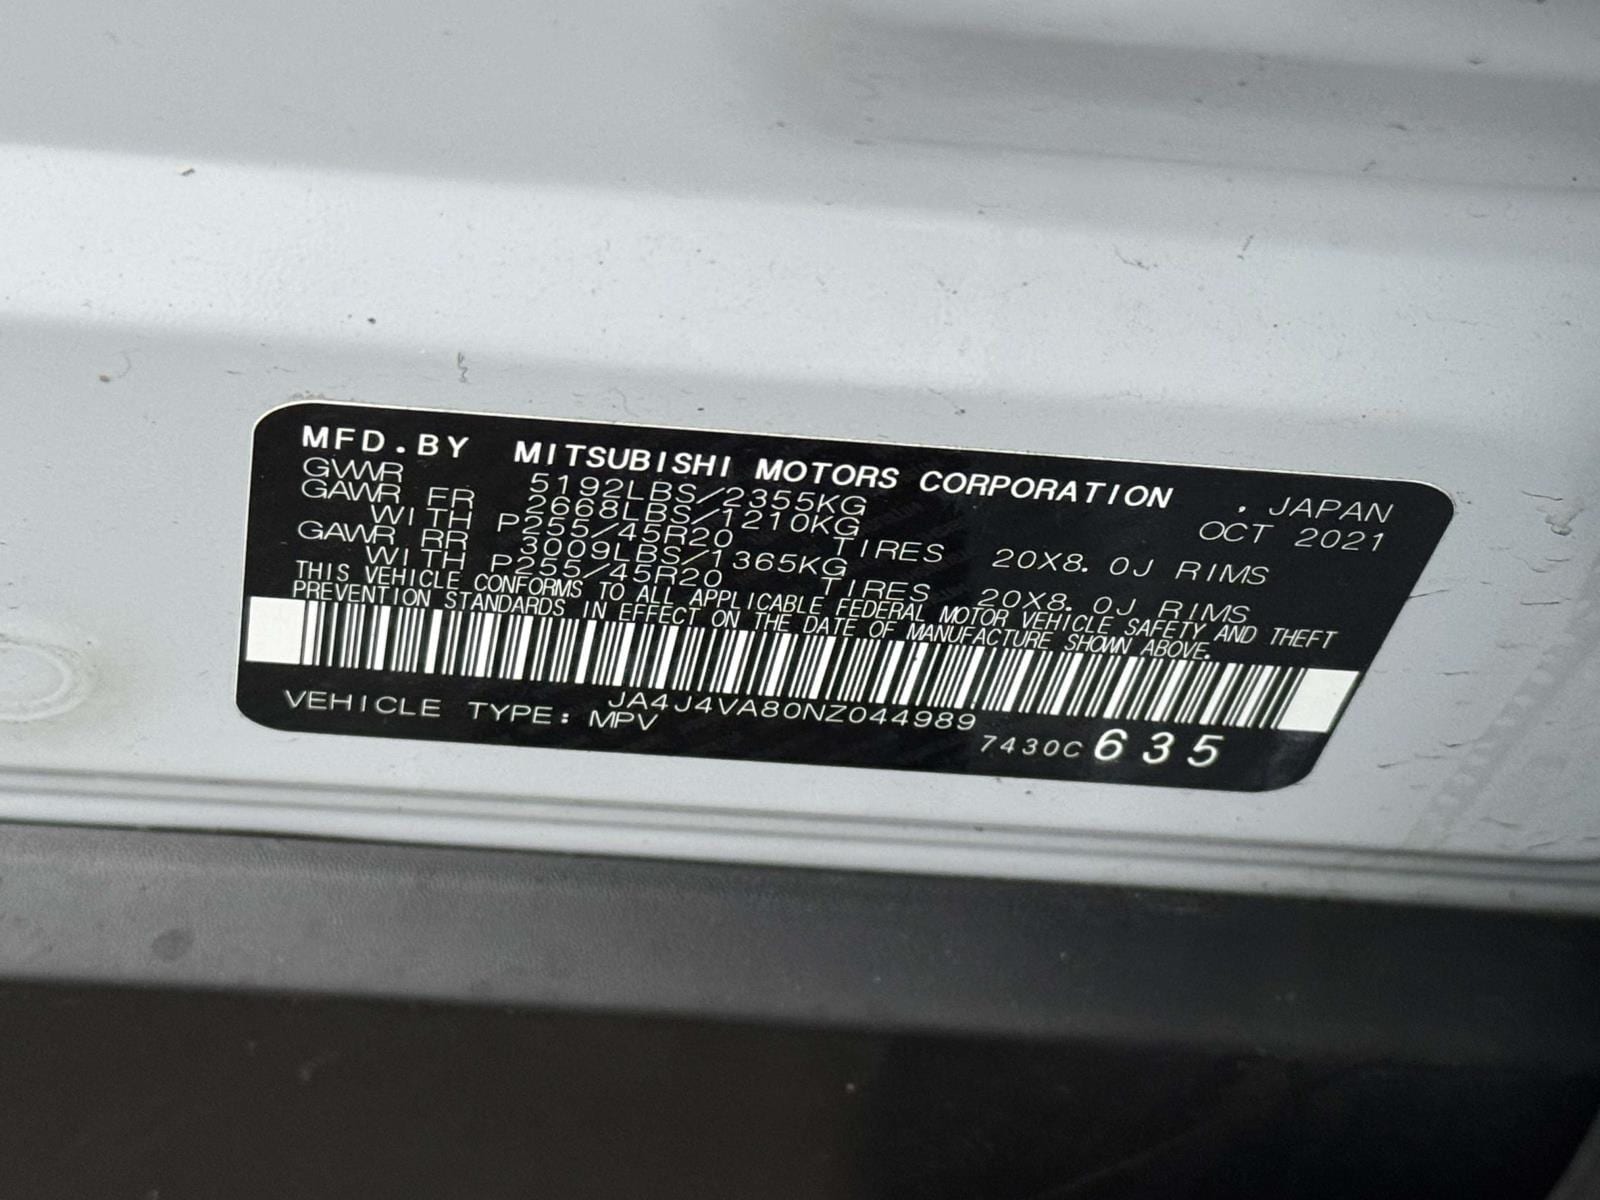 MFD.BY MITSUBISHI MOTORS CORPORATION . JAPAN
GVWR 5192LBS/2355KG OCT 2021
GAWR FR 2668LBS/1210KG
WITH P255/45R20 TIRES 20X8.0J RIMS
GAWR RR 3009LBS/1365KG
WITH P255/45R20 TIRES 20X8.0J RIMS
THIS VEHICLE CONFORMS TO ALL APPLICABLE FEDERAL MOTOR VEHICLE SAFETY AND THEFT
PREVENTION STANDARDS IN EFFECT ON THE DATE OF MANUFACTURE SHOWN ABOVE.
JA4J4VA80NZ044989
VEHICLE TYPE: MPV 7430C 635